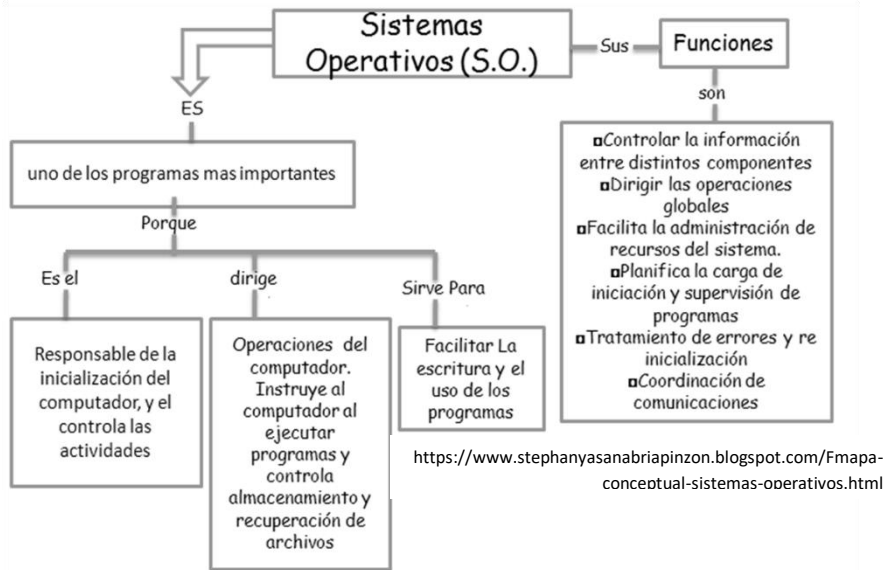 Sistemas
Operativos (S.O.)
Sus
Funciones
son
¤Controlar la información
entre distintos componentes
¤Dirigir las operaciones
globales
¤Facilita la administración de
recursos del sistema.
¤Planifica la carga de
iniciación y supervisión de
programas
¤Tratamiento de errores y re
inicialización
¤Coordinación de
comunicaciones
ES
uno de los programas mas importantes
Porque
Es el
Responsable de la
inicialización del
computador, y el
controla las
actividades
dirige
Operaciones del
computador.
Instruye al
computador al
ejecutar
programas y
controla
almacenamiento y
recuperación de
archivos
Sirve Para
Facilitar La
escritura y el
uso de los
programas
https://www.stephanyasanabriapinzon.blogspot.com/Fmapa-
conceptual-sistemas-operativos.html